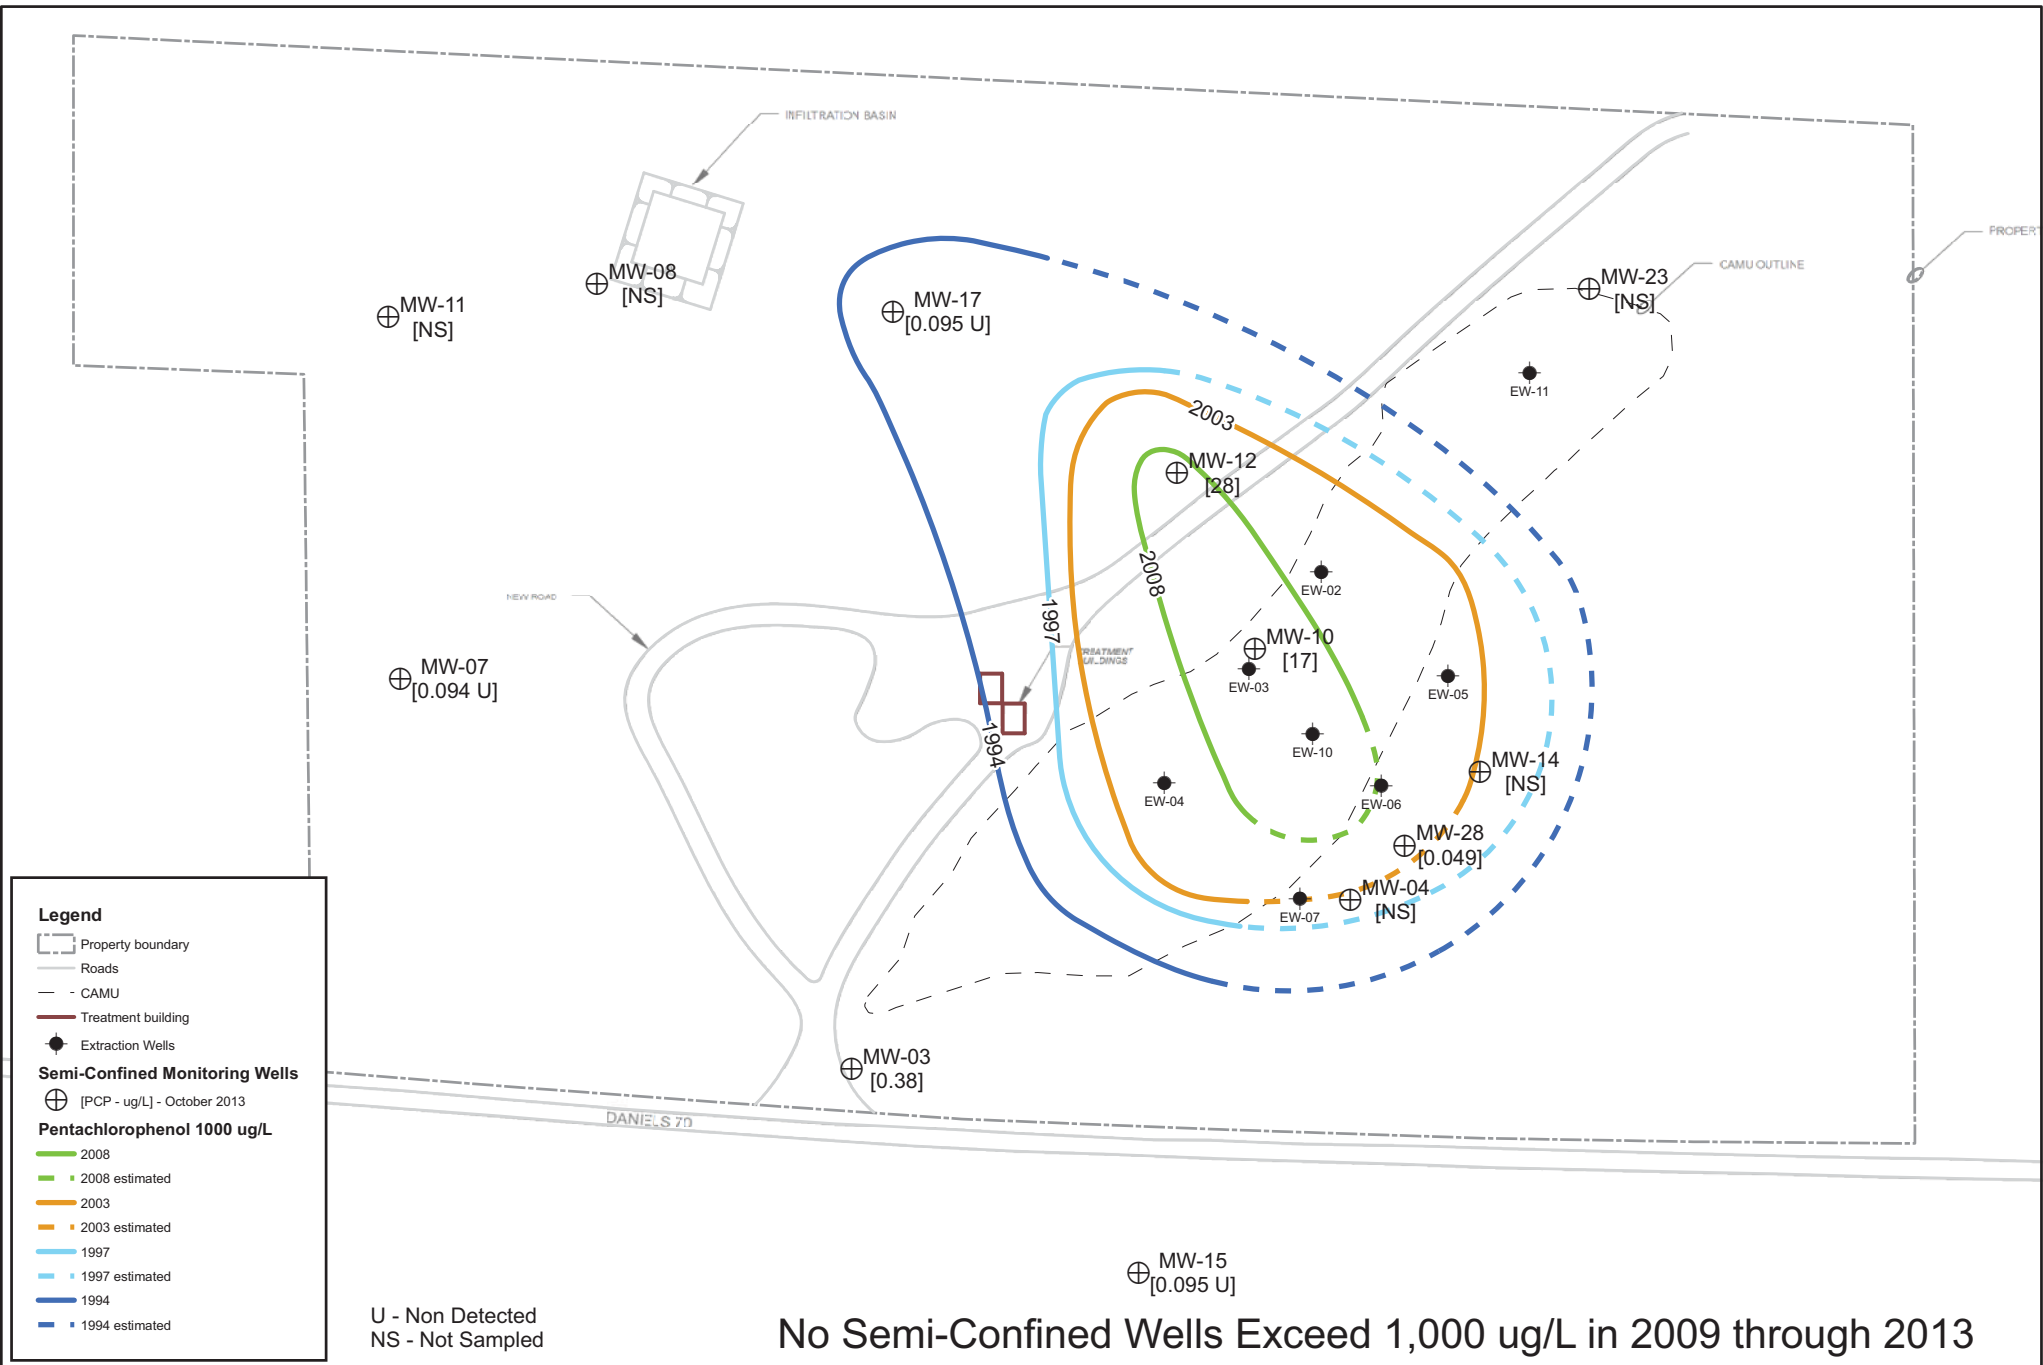 INFILTRATION BASIN
PROPERT
CAMU OUTLINE
MW-23
[NS]
MW-08
[NS]
MW-11
[NS]
MW-17
[0.095 U]
EW-11
2003
MW-12
[28]
2008
EW-02
NEW ROAD
1997
MW-10
[17]
TREATMENT
BUILDINGS
MW-07
[0.094 U]
EW-03
EW-05
1994
EW-10
MW-14
[NS]
EW-04
EW-06
MW-28
[0.049]
MW-04
[NS]
EW-07
MW-03
[0.38]
DANIELS 70
MW-15
[0.095 U]
Legend
Property boundary
Roads
CAMU
Treatment building
Extraction Wells
Semi-Confined Monitoring Wells
[PCP - ug/L] - October 2013
Pentachlorophenol 1000 ug/L
2008
2008 estimated
2003
2003 estimated
1997
1997 estimated
1994
1994 estimated
U - Non Detected
NS - Not Sampled
No Semi-Confined Wells Exceed 1,000 ug/L in 2009 through 2013